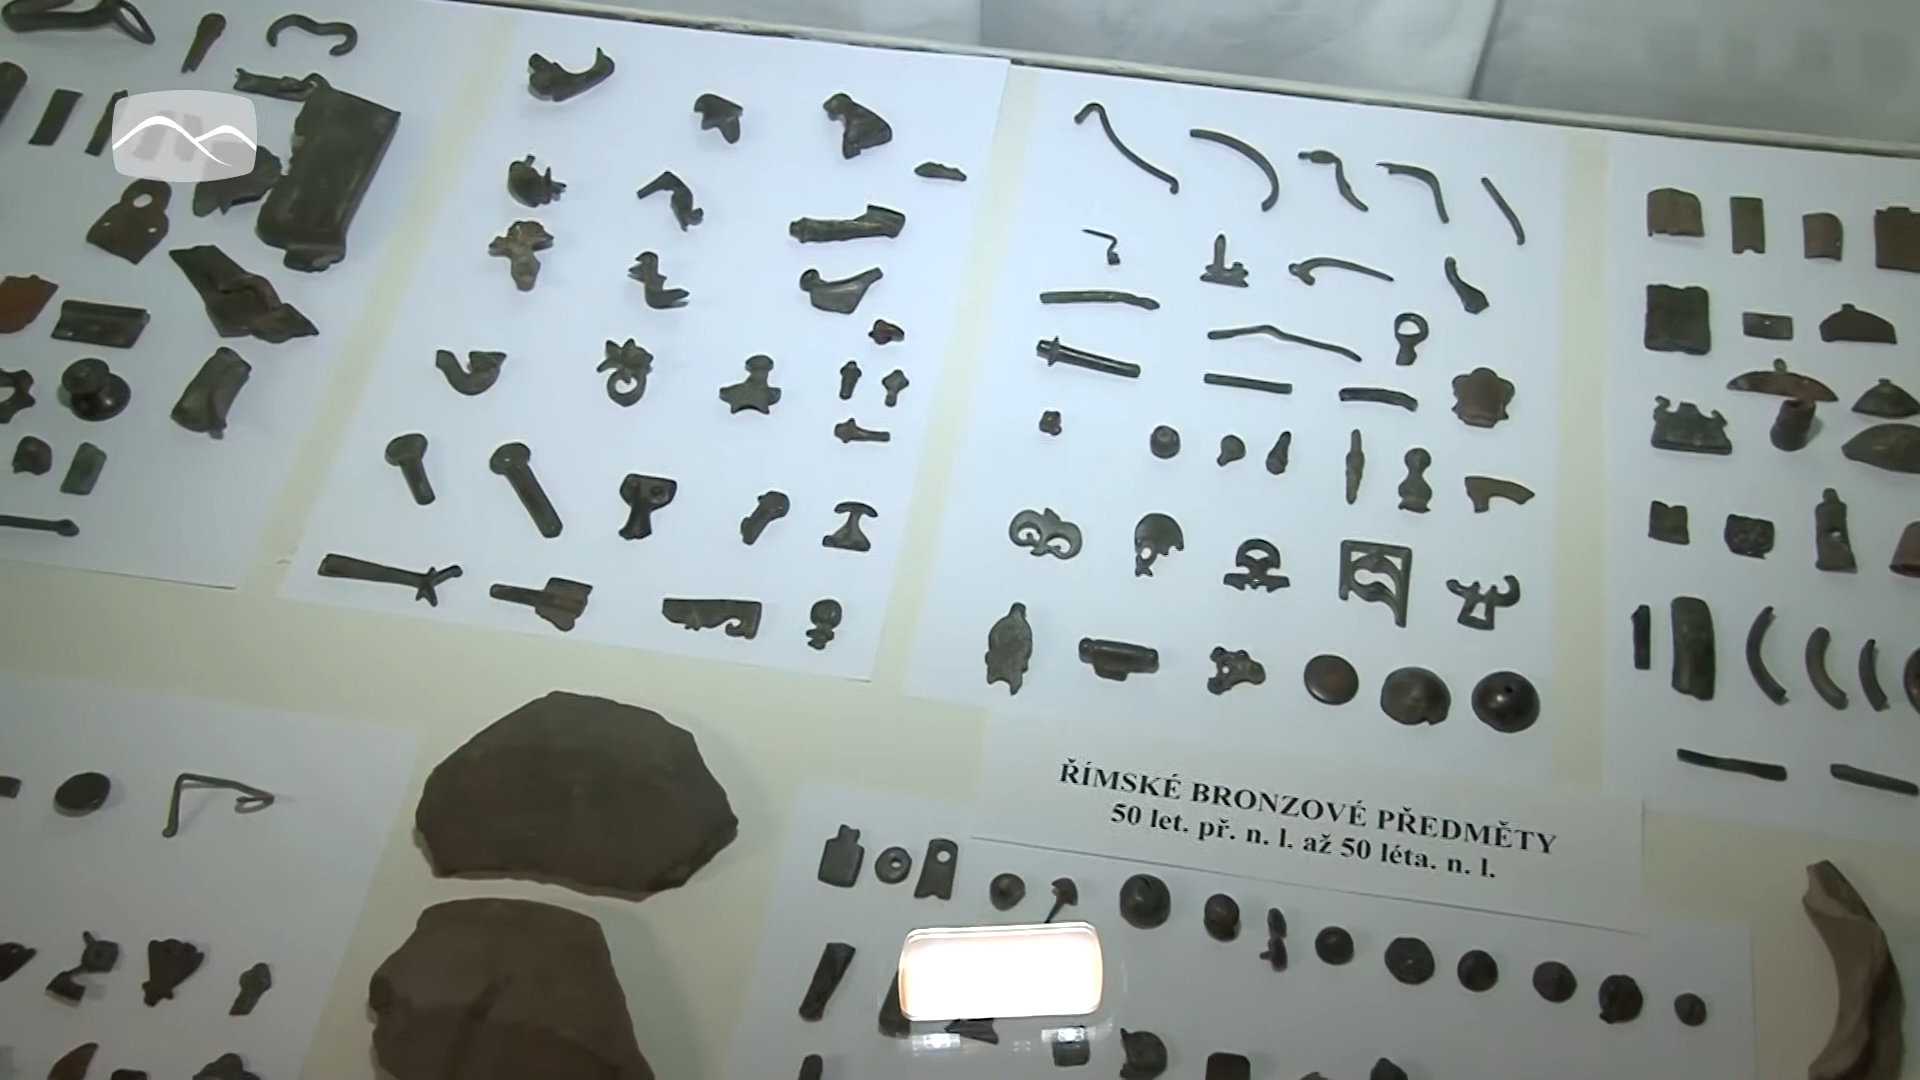 ŘÍMSKÉ BRONZOVÉ PŘEDMĚTY
50 let. př. n. l. až 50 léta. n. l.